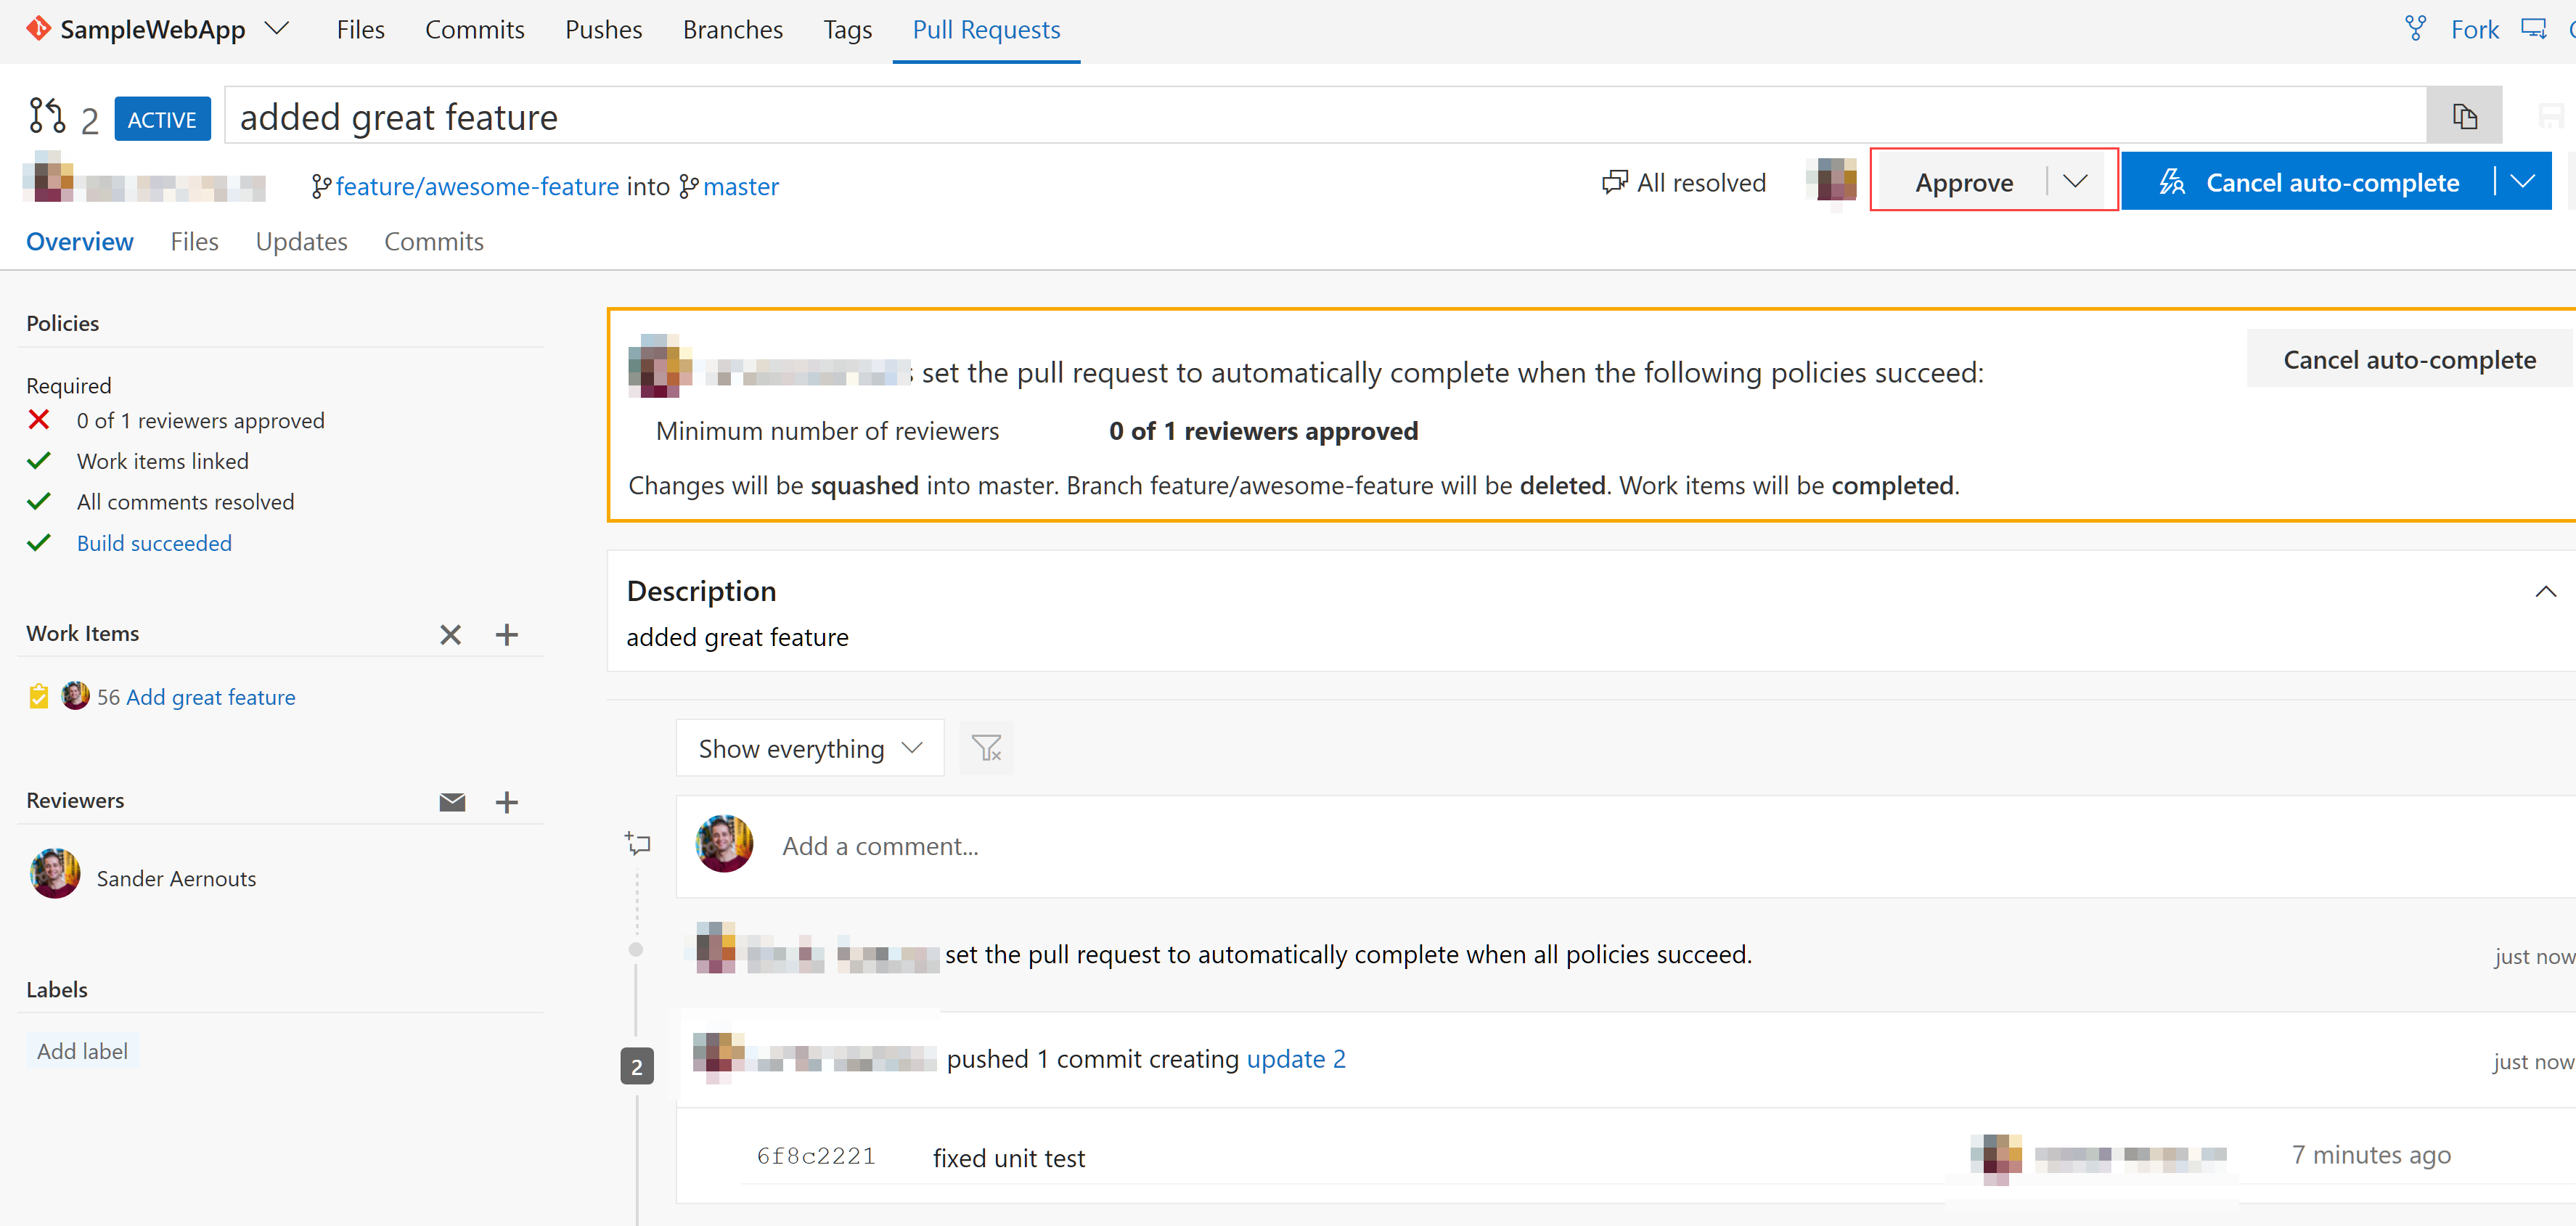 SampleWebApp Files Commits Pushes Branches Tags Pull Requests Fork
2 ACTIVE added great feature
feature/awesome-feature into master All resolved Approve Cancel auto-complete
Overview Files Updates Commits
Policies
Required
0 of 1 reviewers approved
Work items linked
All comments resolved
Build succeeded
Work Items
56 Add great feature
Reviewers
Sander Aernouts
Labels
Add label
set the pull request to automatically complete when the following policies succeed: Cancel auto-complete
Minimum number of reviewers 0 of 1 reviewers approved
Changes will be squashed into master. Branch feature/awesome-feature will be deleted. Work items will be completed.
Description
added great feature
Show everything
Add a comment...
set the pull request to automatically complete when all policies succeed. just now
2 pushed 1 commit creating update 2 just now
6f8c2221 fixed unit test 7 minutes ago